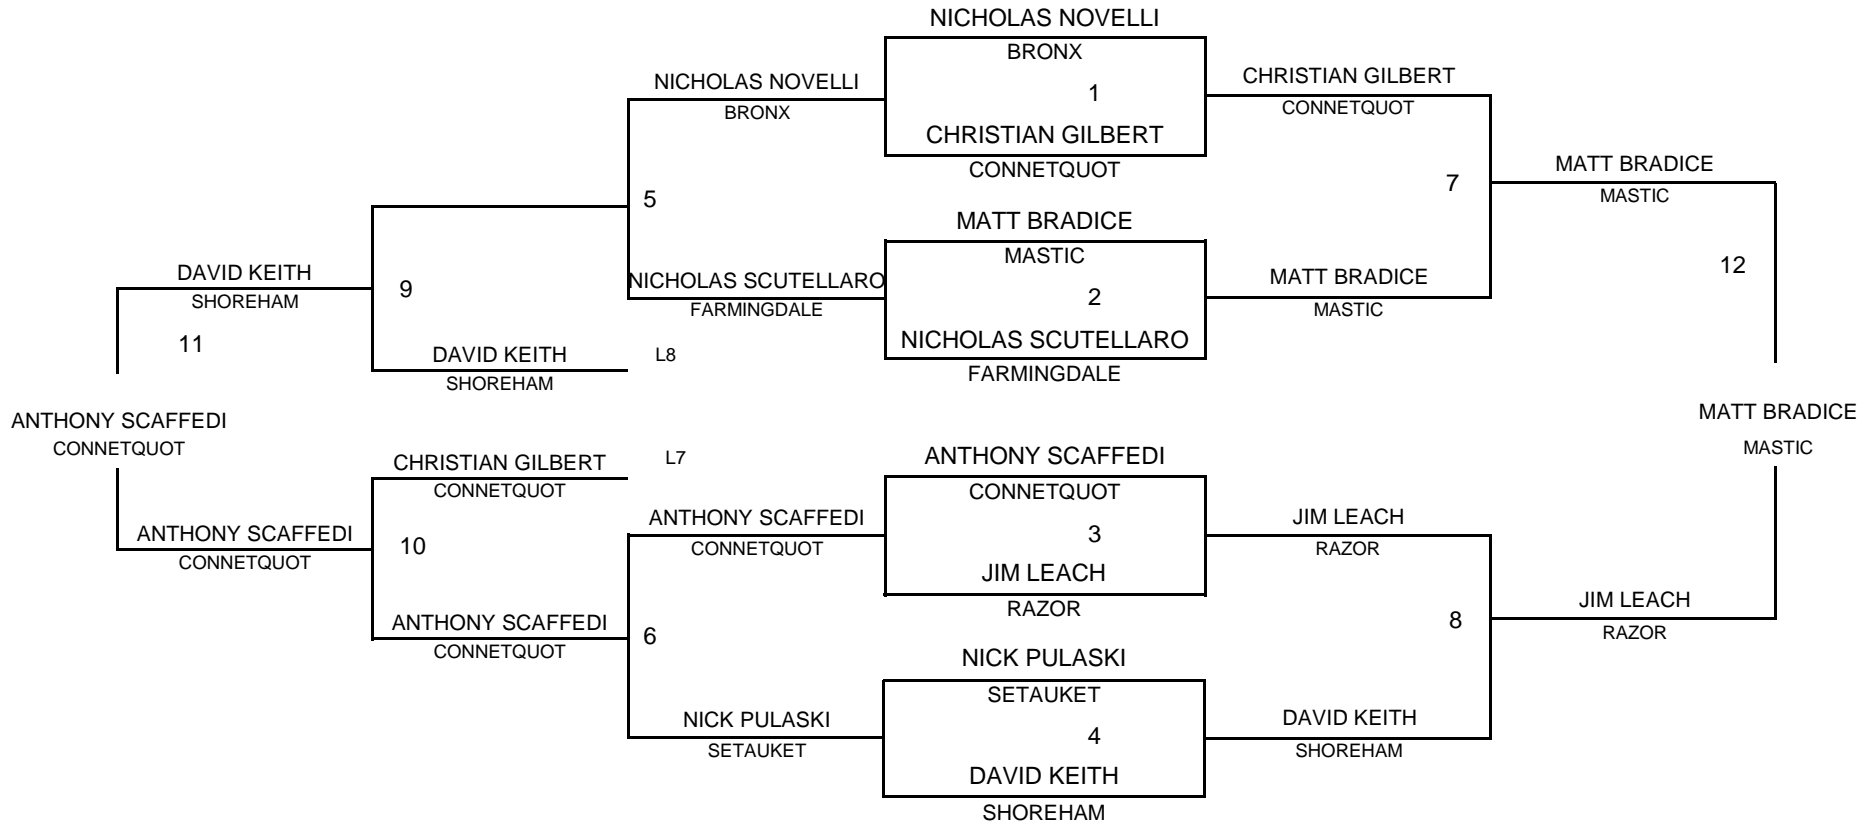 NICHOLAS NOVELLI
BRONX
NICHOLAS NOVELLI
BRONX
1
CHRISTIAN GILBERT
CONNETQUOT
CHRISTIAN GILBERT
CONNETQUOT
MATT BRADICE
MASTIC
7
5
MATT BRADICE
MASTIC
DAVID KEITH
SHOREHAM
9
NICHOLAS SCUTELLARO
FARMINGDALE
2
MATT BRADICE
MASTIC
12
11
NICHOLAS SCUTELLARO
FARMINGDALE
DAVID KEITH
SHOREHAM
L8
ANTHONY SCAFFEDI
CONNETQUOT
MATT BRADICE
MASTIC
CHRISTIAN GILBERT
CONNETQUOT
L7
ANTHONY SCAFFEDI
CONNETQUOT
ANTHONY SCAFFEDI
CONNETQUOT
10
ANTHONY SCAFFEDI
CONNETQUOT
3
JIM LEACH
RAZOR
JIM LEACH
RAZOR
JIM LEACH
RAZOR
ANTHONY SCAFFEDI
CONNETQUOT
6
8
NICK PULASKI
SETAUKET
NICK PULASKI
SETAUKET
4
DAVID KEITH
SHOREHAM
DAVID KEITH
SHOREHAM